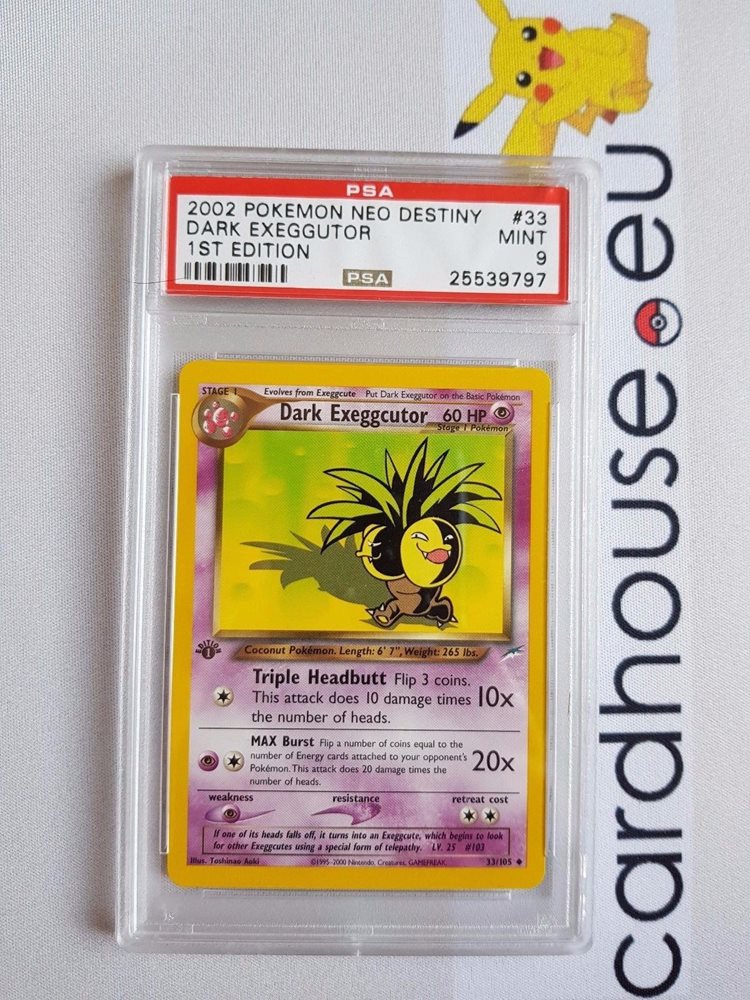 PSA
2002 POKEMON NEO DESTINY #33
DARK EXEGGUTOR MINT
1ST EDITION 9
PSA 25539797
STAGE 1 Evolves from Exeggcute Put Dark Exeggutor on the Basic Pokémon
Dark Exeggcutor 60 HP
Stage 1 Pokémon
EDITION
1
Coconut Pokémon. Length: 6' 7", Weight: 265 lbs.
Triple Headbutt Flip 3 coins.
This attack does 10 damage times 10x
the number of heads.
MAX Burst Flip a number of coins equal to the
number of Energy cards attached to your opponent's
Pokémon. This attack does 20 damage times the 20x
number of heads.
weakness resistance retreat cost
If one of its heads falls off, it turns into an Exeggcute, which begins to look
for other Exeggcutes using a special form of telepathy. LV. 25 #103
Illus. Toshinao Aoki ©1995-2000 Nintendo, Creatures, GAMEFREAK. 33/105
cardhouse.eu